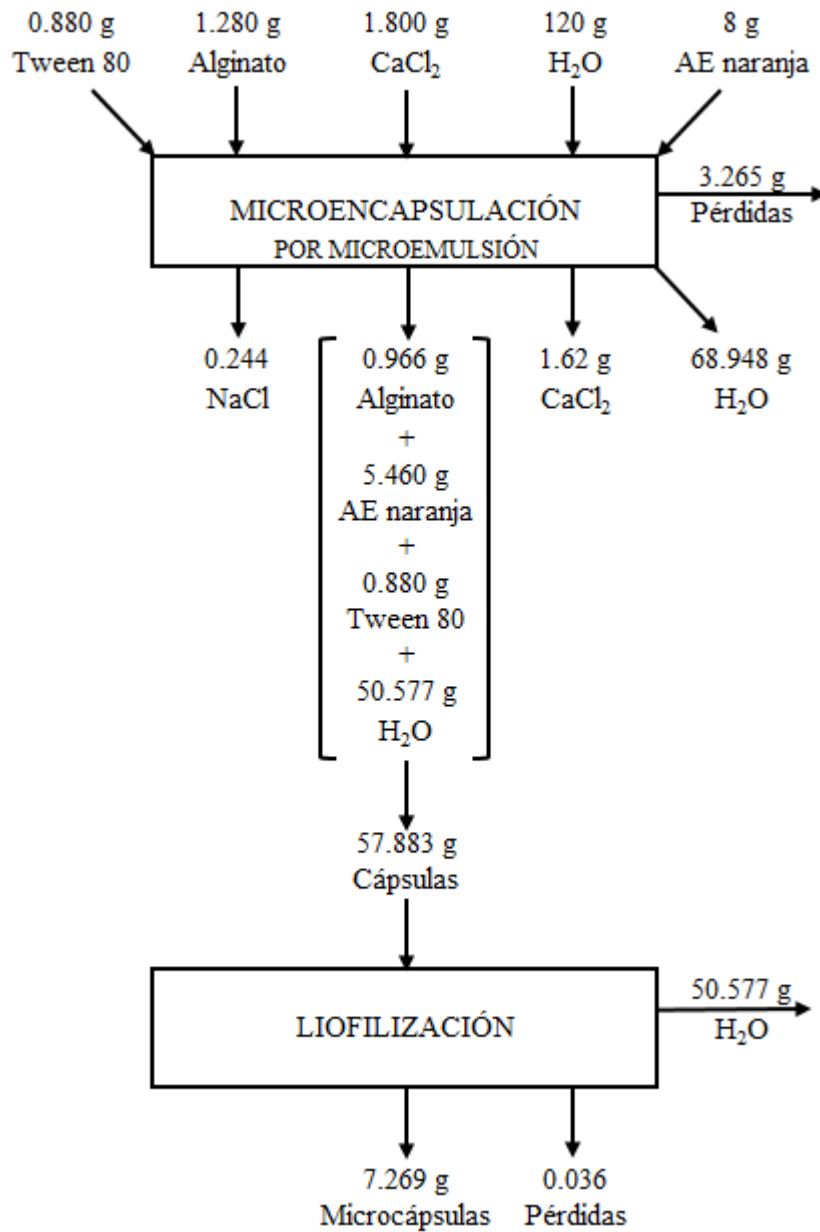 0.880 g 1.280 g 1.800 g 120 g 8 g
Tween 80 Alginato CaCl₂ H₂O AE naranja
3.265 g
Pérdidas
MICROENCAPSULACIÓN
POR MICROEMULSIÓN
0.244 0.966 g 1.62 g 68.948 g
NaCl Alginato CaCl₂ H₂O
+
5.460 g
AE naranja
+
0.880 g
Tween 80
+
50.577 g
H₂O
57.883 g
Cápsulas
50.577 g
H₂O
LIOFILIZACIÓN
7.269 g 0.036
Microcápsulas Pérdidas